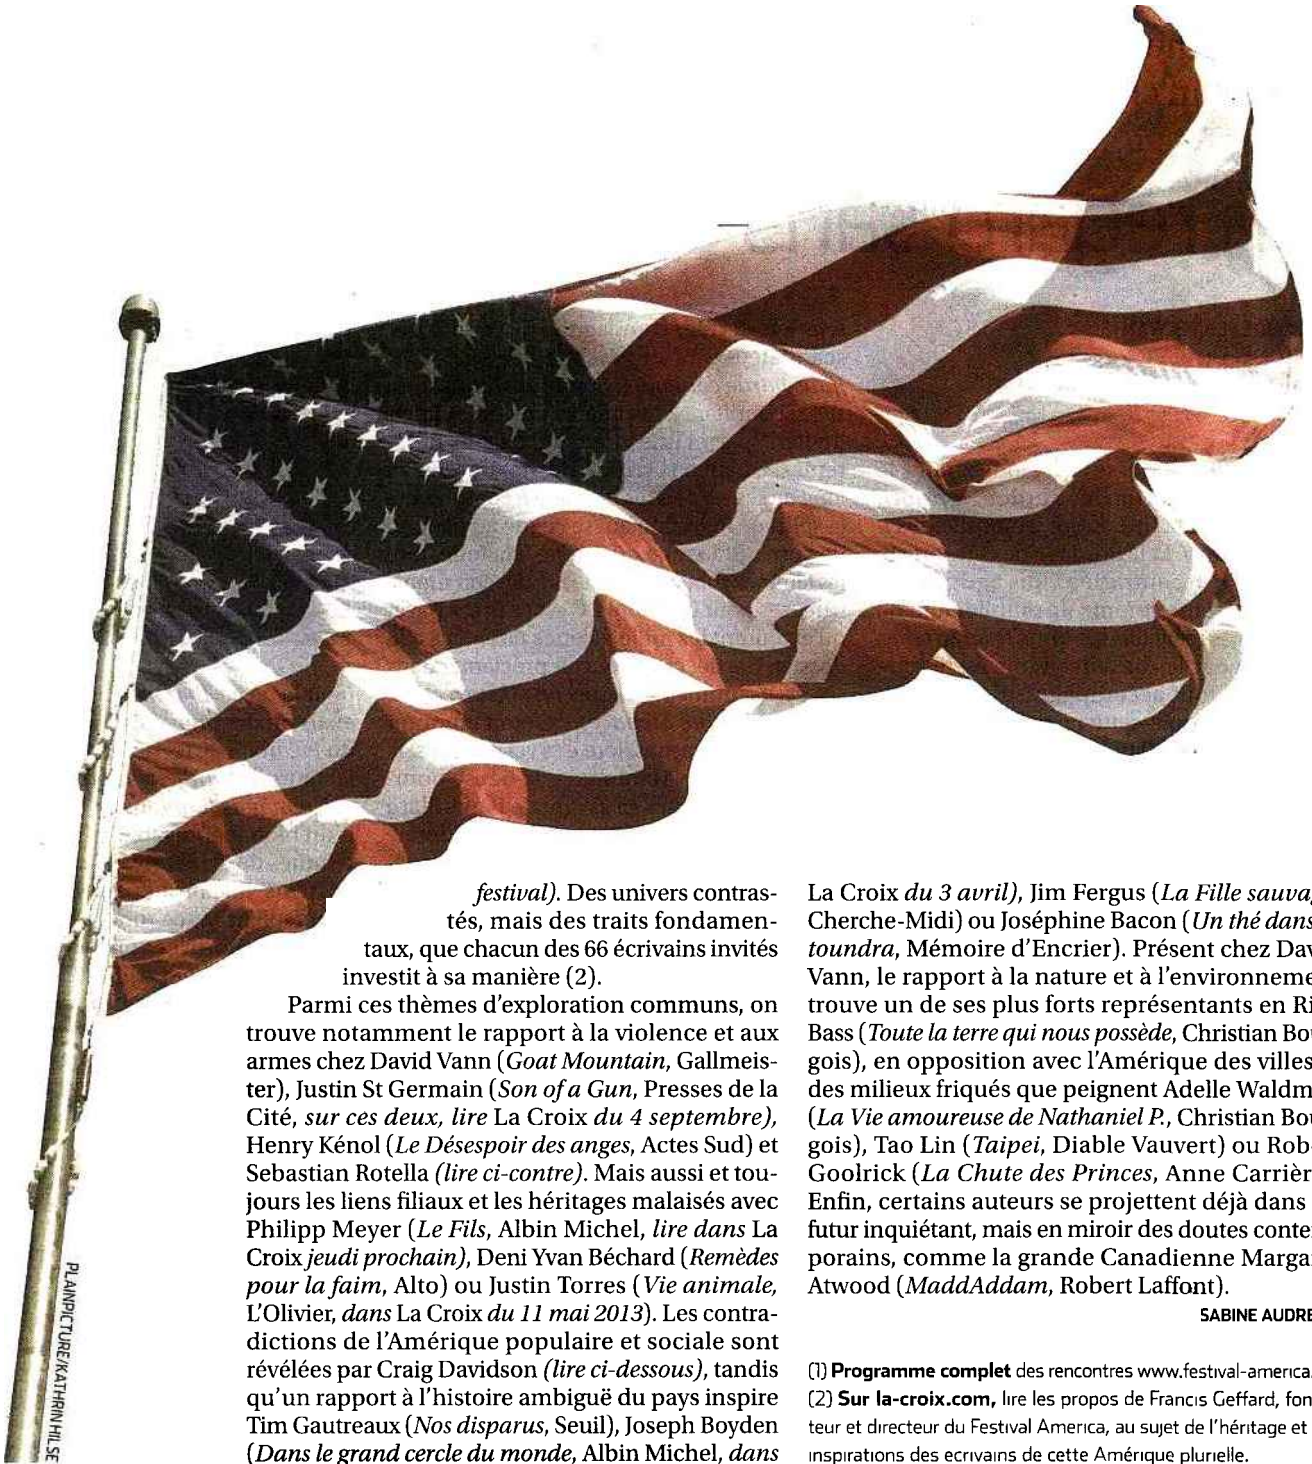 festival). Des univers contras-
tés, mais des traits fondamen-
taux, que chacun des 66 écrivains invités
investit à sa manière (2).
Parmi ces thèmes d'exploration communs, on
trouve notamment le rapport à la violence et aux
armes chez David Vann (Goat Mountain, Gallmeis-
ter), Justin St Germain (Son of a Gun, Presses de la
Cité, sur ces deux, lire La Croix du 4 septembre),
Henry Kénol (Le Désespoir des anges, Actes Sud) et
Sebastian Rotella (lire ci-contre). Mais aussi et tou-
jours les liens filiaux et les héritages malaisés avec
Philipp Meyer (Le Fils, Albin Michel, lire dans La
Croix jeudi prochain), Deni Yvan Béchard (Remèdes
pour la faim, Alto) ou Justin Torres (Vie animale,
L'Olivier, dans La Croix du 11 mai 2013). Les contra-
dictions de l'Amérique populaire et sociale sont
révélées par Craig Davidson (lire ci-dessous), tandis
qu'un rapport à l'histoire ambiguë du pays inspire
Tim Gautreaux (Nos disparus, Seuil), Joseph Boyden
(Dans le grand cercle du monde, Albin Michel, dans
La Croix du 3 avril), Jim Fergus (La Fille
Cherche-Midi) ou Joséphine Bacon (Un thé dans
toundra, Mémoire d'Encrier). Présent chez
Vann, le rapport à la nature et à
trouve un de ses plus forts représentants en
Bass (Toute la terre qui nous possède, Christian
gois), en opposition avec l'Amérique des villes
des milieux friqués que peignent Adelle
(La Vie amoureuse de Nathaniel P., Christian
gois), Tao Lin (Taipei, Diable Vauvert) ou
Goolrick (La Chute des Princes, Anne
Enfin, certains auteurs se projettent déjà dans
futur inquiétant, mais en miroir des doutes
porains, comme la grande Canadienne
Atwood (MaddAddam, Robert Laffont).
SABINE
(1) Programme complet des rencontres www.festival-america.
(2) Sur la-croix.com, lire les propos de Francis Geffard,
teur et directeur du Festival America, au sujet de l'héritage et
inspirations des ecrivains de cette Amérique plurielle.
PLAINPICTURE/KATHRIN HILSE